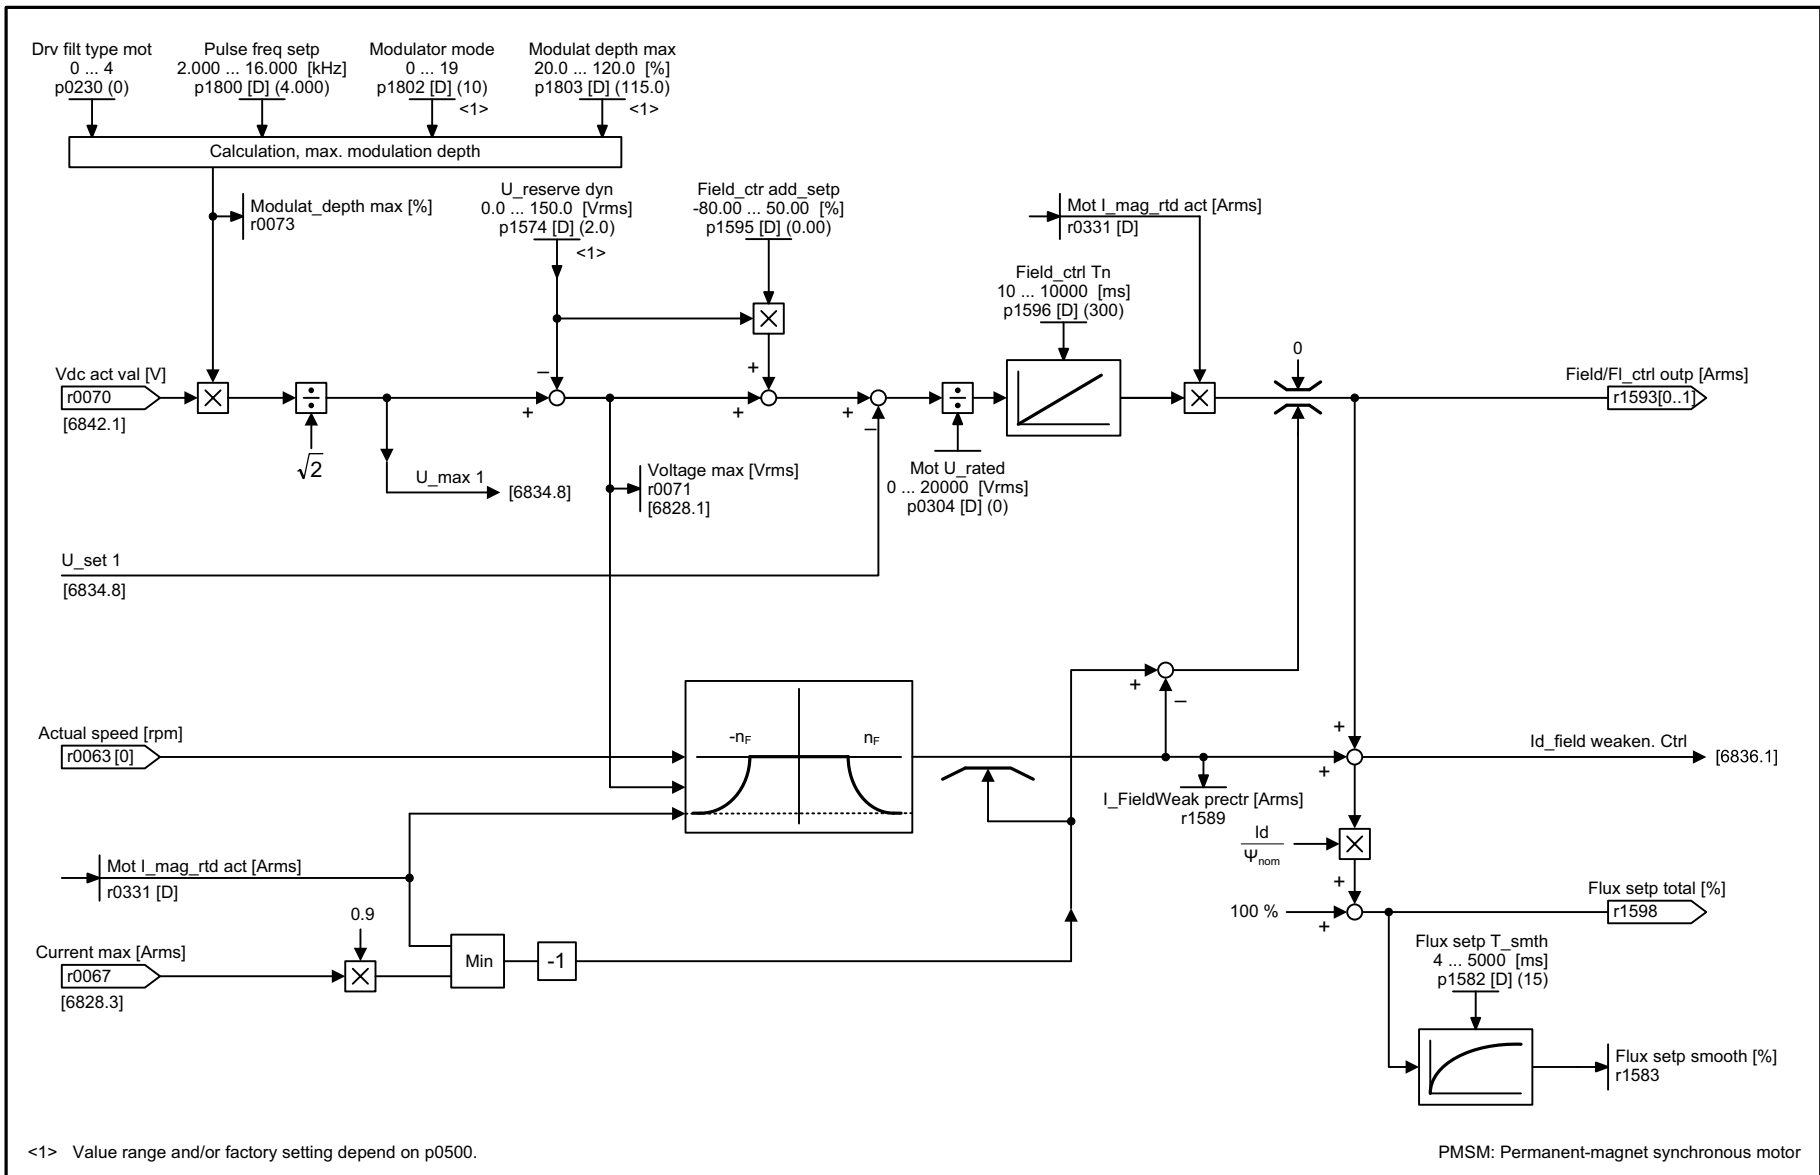 Drv filt type mot
0 ... 4
p0230 (0)
Pulse freq setp
2.000 ... 16.000 [kHz]
p1800 [D] (4.000)
Modulator mode
0 ... 19
p1802 [D] (10)
<1>
Modulat depth max
20.0 ... 120.0 [%]
p1803 [D] (115.0)
<1>
Calculation, max. modulation depth
Modulat_depth max [%]
r0073
U_reserve dyn
0.0 ... 150.0 [Vrms]
p1574 [D] (2.0)
<1>
Field_ctr add_setp
-80.00 ... 50.00 [%]
p1595 [D] (0.00)
Mot I_mag_rtd act [Arms]
r0331 [D]
Field_ctrl Tn
10 ... 10000 [ms]
p1596 [D] (300)
×
0
Vdc act val [V]
r0070
[6842.1]
×
÷
√2
–
+
+
+
+
–
÷
×
Field/Fl_ctrl outp [Arms]
r1593[0..1]
U_max 1
[6834.8]
Voltage max [Vrms]
r0071
[6828.1]
Mot U_rated
0 ... 20000 [Vrms]
p0304 [D] (0)
U_set 1
[6834.8]
+
–
Actual speed [rpm]
r0063 [0]
-nF
nF
+
+
Id_field weaken. Ctrl
[6836.1]
I_FieldWeak prectr [Arms]
r1589
Id
Ψnom
×
Mot I_mag_rtd act [Arms]
r0331 [D]
+
100 %
+
Flux setp total [%]
r1598
0.9
Current max [Arms]
r0067
[6828.3]
×
Min
-1
Flux setp T_smth
4 ... 5000 [ms]
p1582 [D] (15)
Flux setp smooth [%]
r1583
<1> Value range and/or factory setting depend on p0500.
PMSM: Permanent-magnet synchronous motor